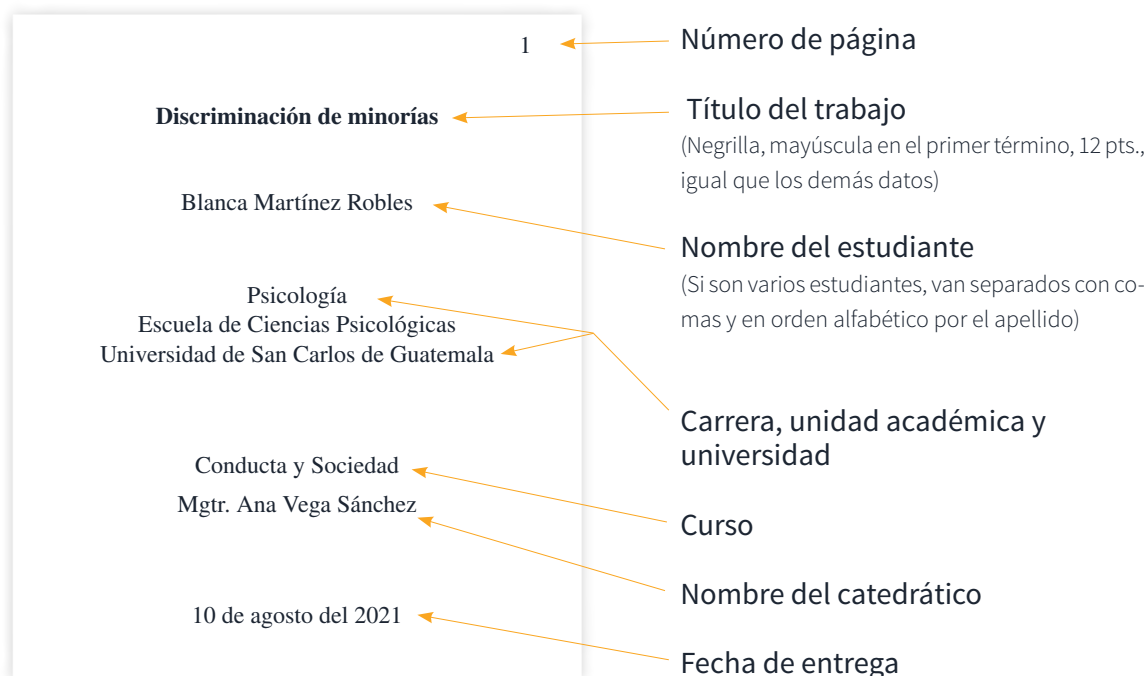 1
Número de página
Discriminación de minorías
Título del trabajo
(Negrilla, mayúscula en el primer término, 12 pts.,
igual que los demás datos)
Blanca Martínez Robles
Nombre del estudiante
(Si son varios estudiantes, van separados con co-
mas y en orden alfabético por el apellido)
Psicología
Escuela de Ciencias Psicológicas
Universidad de San Carlos de Guatemala
Carrera, unidad académica y
universidad
Conducta y Sociedad
Mgtr. Ana Vega Sánchez
Curso
Nombre del catedrático
10 de agosto del 2021
Fecha de entrega